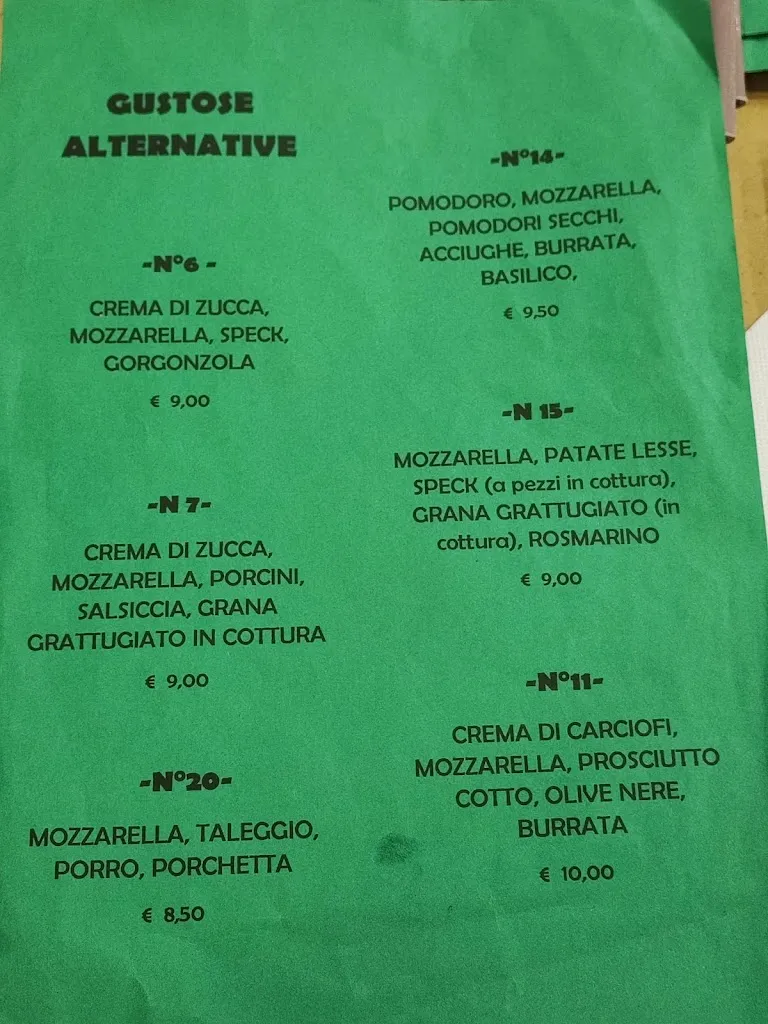 GUSTOSE
ALTERNATIVE
-N°6 -
CREMA DI ZUCCA,
MOZZARELLA, SPECK,
GORGONZOLA
€ 9,00
-N 7-
CREMA DI ZUCCA,
MOZZARELLA, PORCINI,
SALSICCIA, GRANA
GRATTUGIATO IN COTTURA
€ 9,00
-N°20-
MOZZARELLA, TALEGGIO,
PORRO, PORCHETTA
€ 8,50
-N°14-
POMODORO, MOZZARELLA,
POMODORI SECCHI,
ACCIUGHE, BURRATA,
BASILICO,
€ 9,50
-N 15-
MOZZARELLA, PATATE LESSE,
SPECK (a pezzi in cottura),
GRANA GRATTUGIATO (in
cottura), ROSMARINO
€ 9,00
-N°11-
CREMA DI CARCIOFI,
MOZZARELLA, PROSCIUTTO
COTTO, OLIVE NERE,
BURRATA
€ 10,00